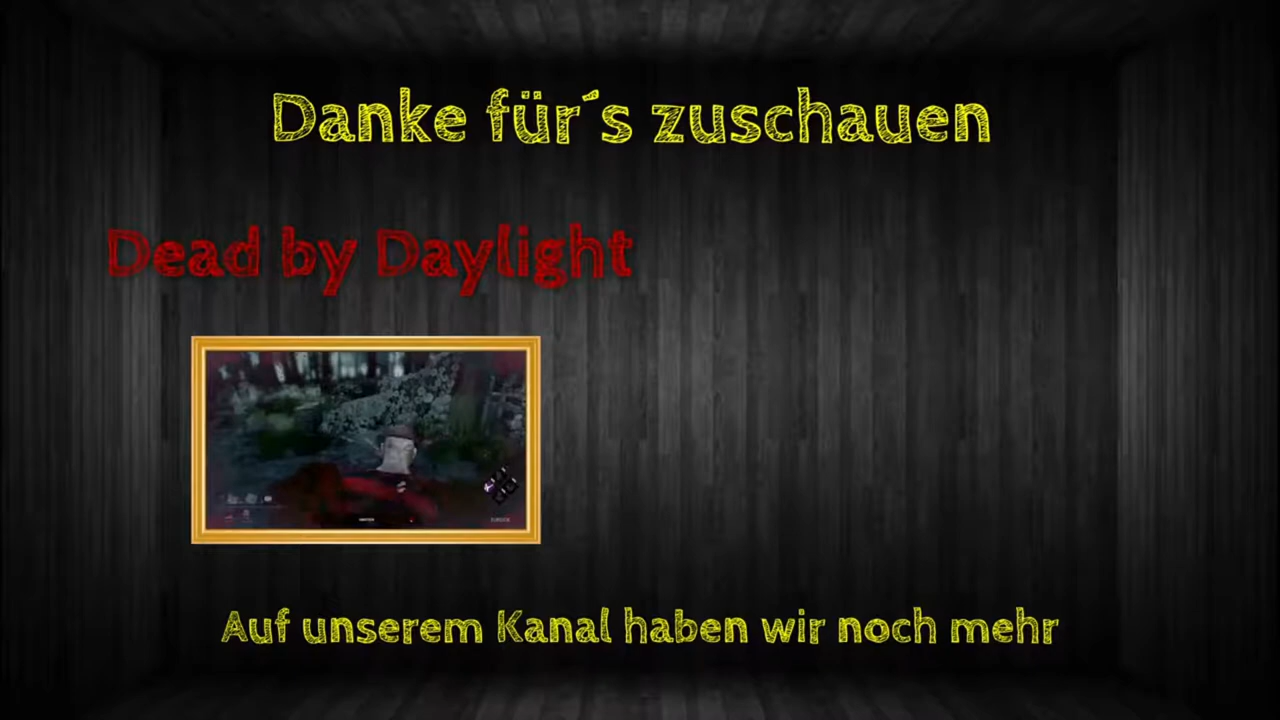 Danke für´s zuschauen
Dead by Daylight
Auf unserem Kanal haben wir noch mehr